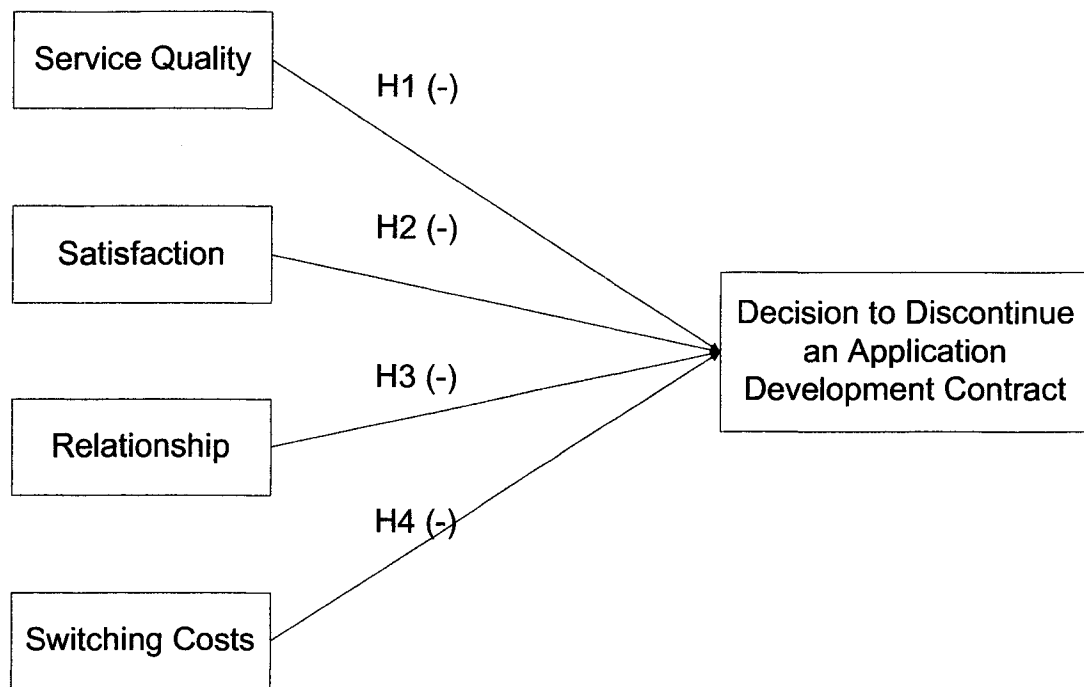 Service Quality
H1 (-)
Satisfaction
H2 (-)
Relationship
H3 (-)
Switching Costs
H4 (-)
Decision to Discontinue
an Application
Development Contract